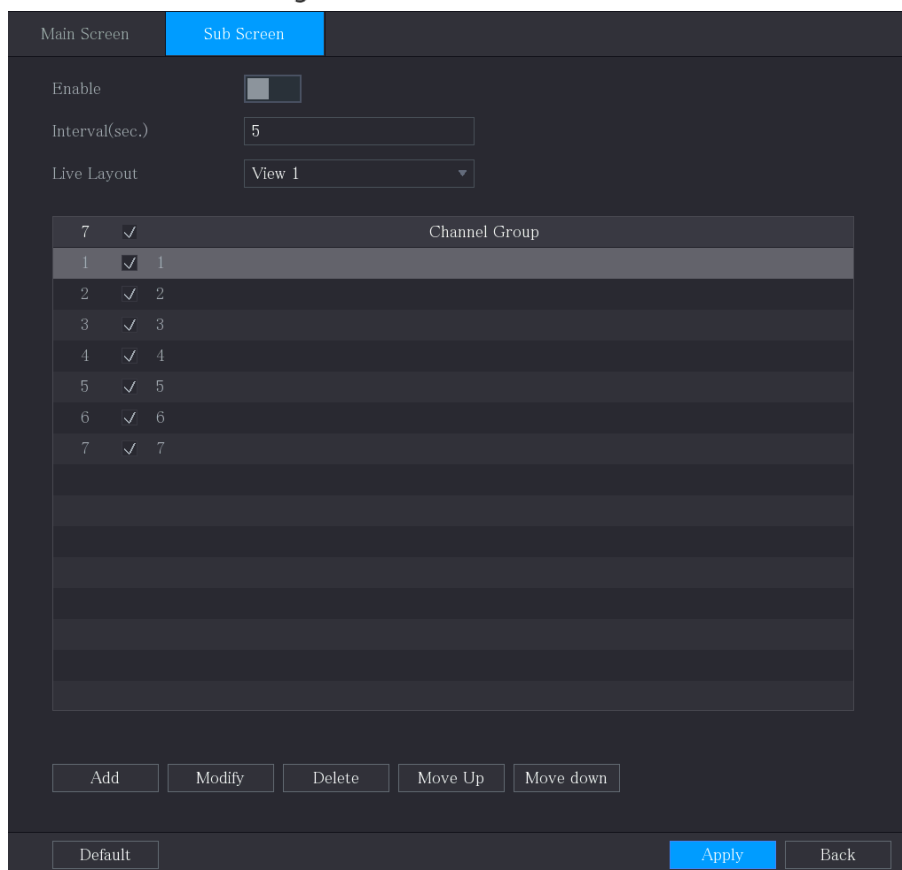 Main Screen Sub Screen
Enable
Interval(sec.) 5
Live Layout View 1
7 Channel Group
1 1
2 2
3 3
4 4
5 5
6 6
7 7
Add Modify Delete Move Up Move down
Default Apply Back